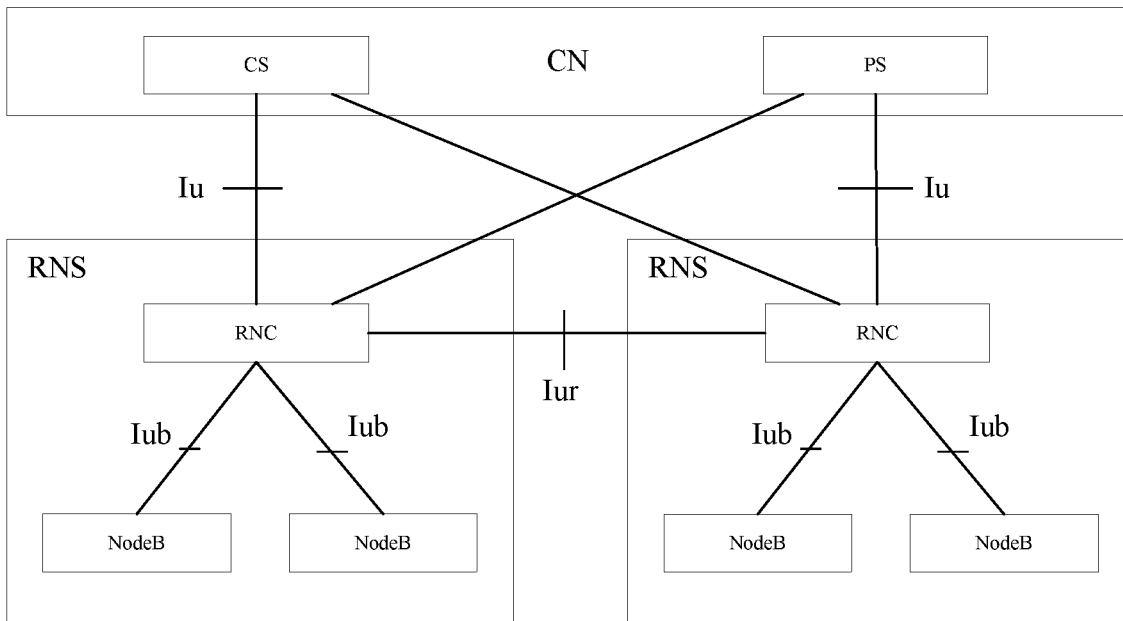 CS
CN
PS
Iu
Iu
RNS
RNS
RNC
RNC
Iur
Iub
Iub
Iub
Iub
NodeB
NodeB
NodeB
NodeB